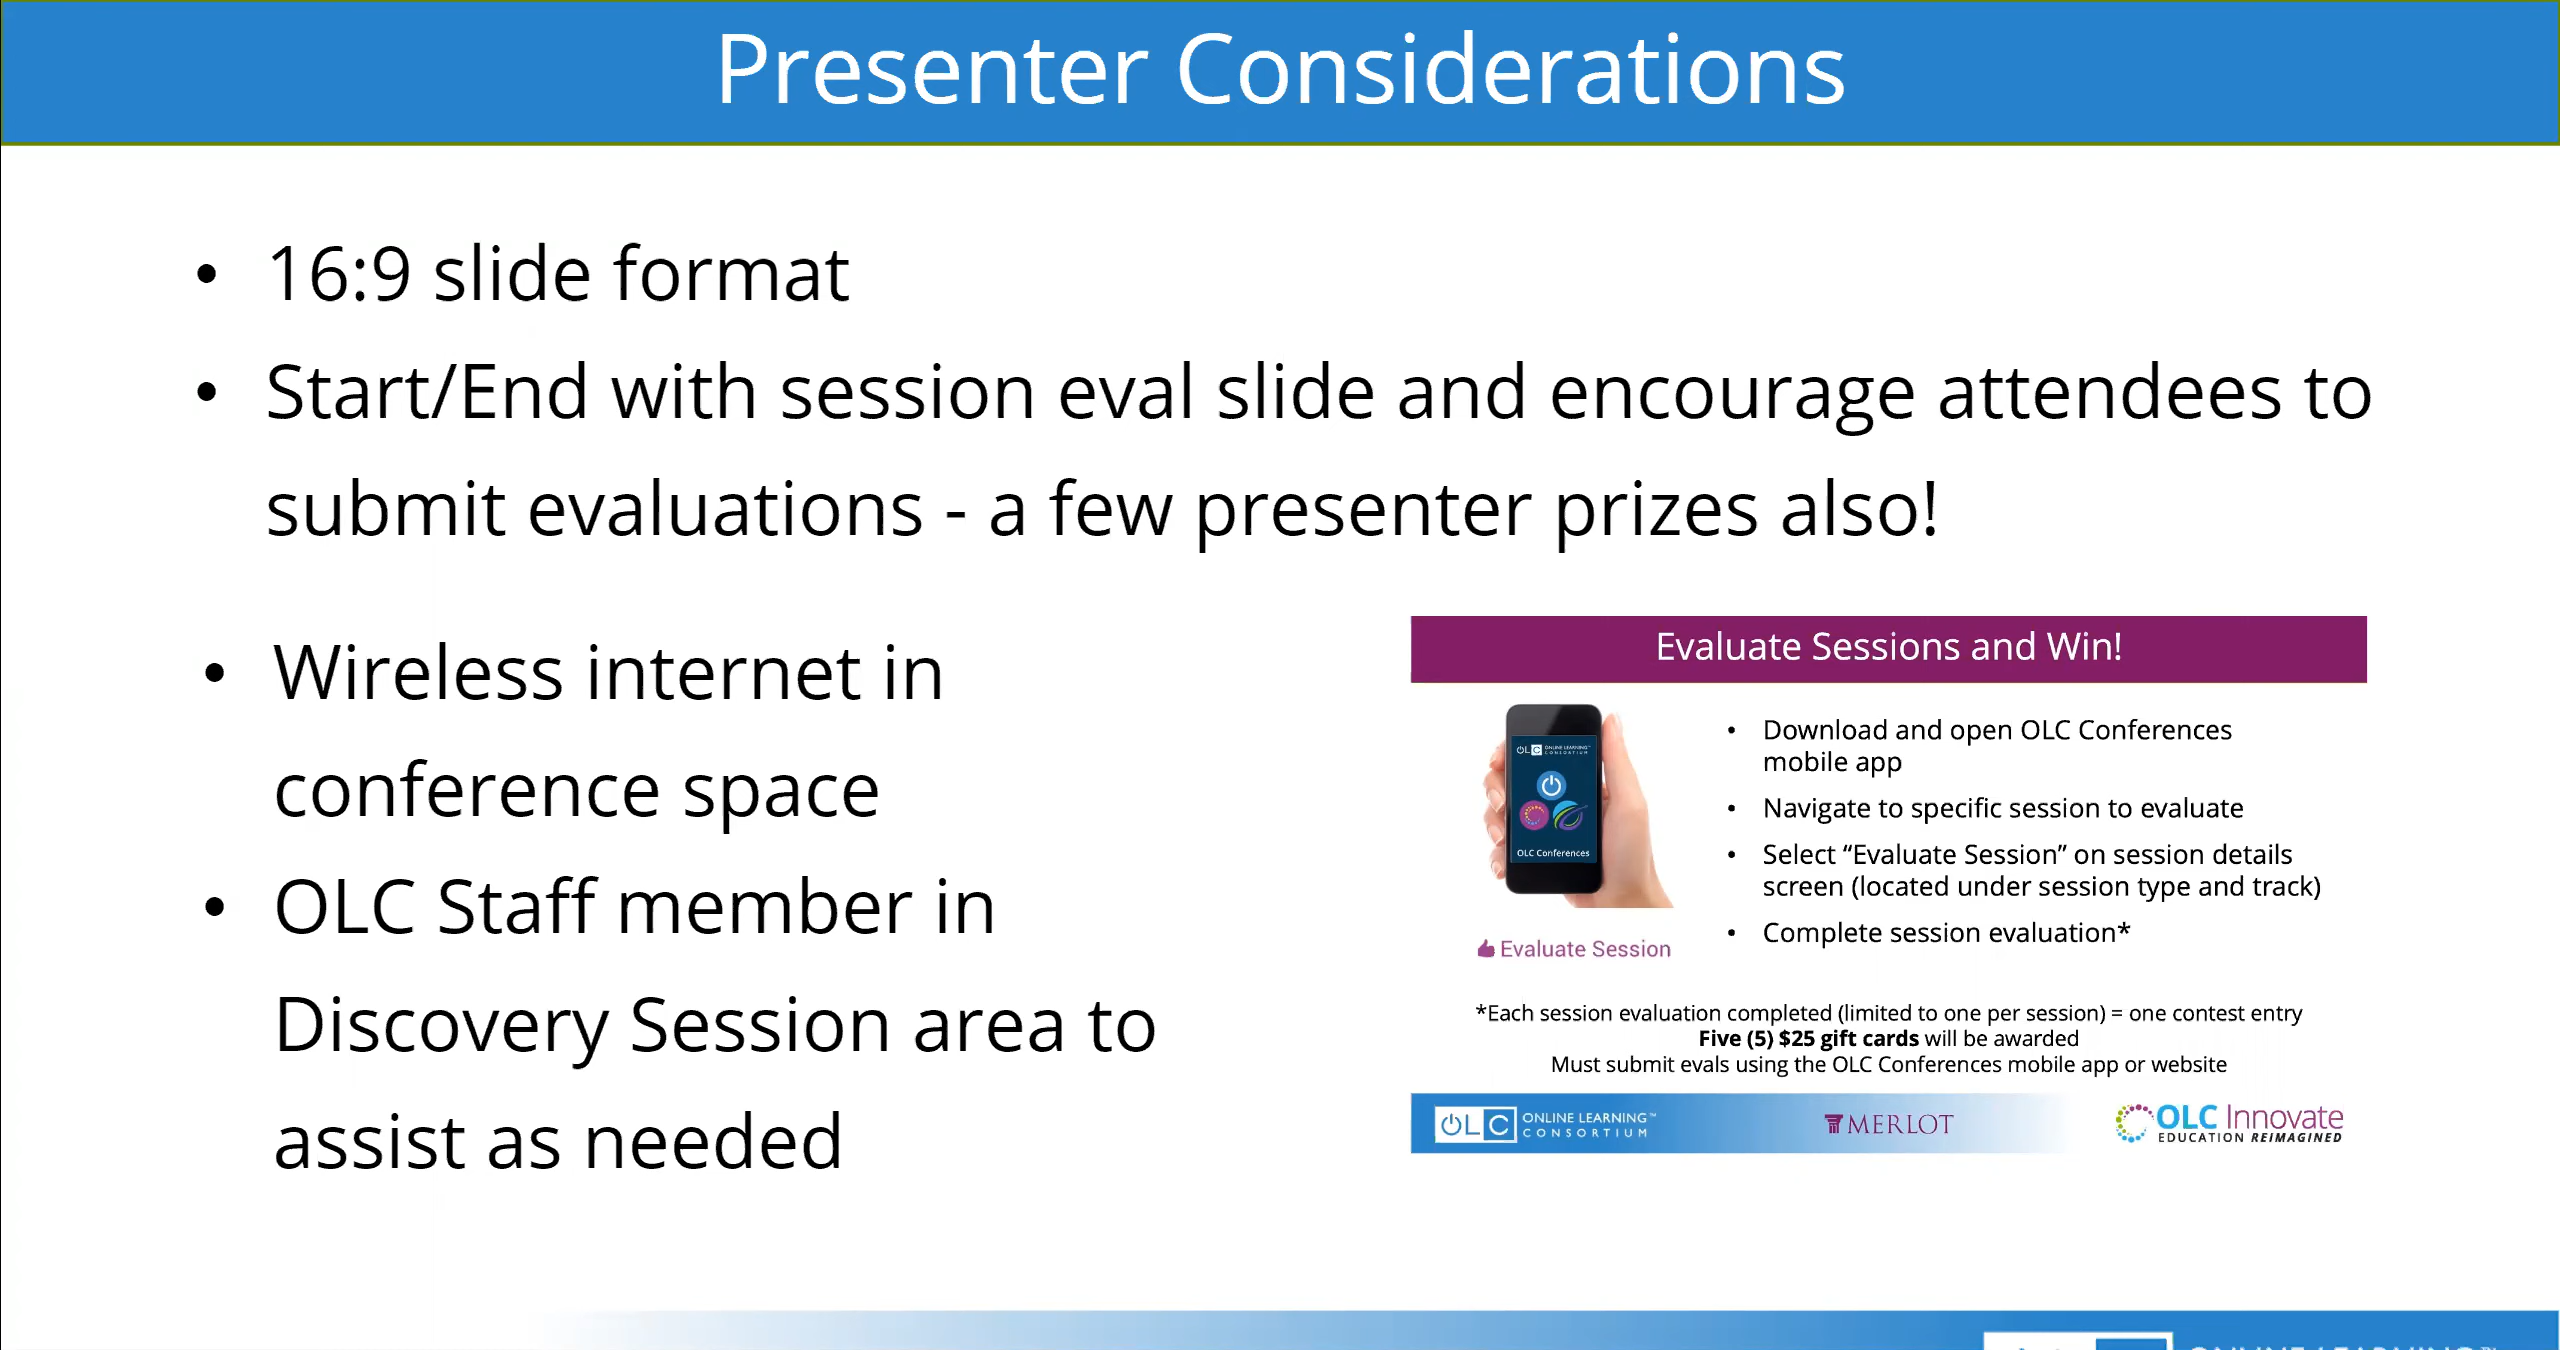 Presenter Considerations
• 16:9 slide format
• Start/End with session eval slide and encourage attendees to
submit evaluations - a few presenter prizes also!
• Wireless internet in
conference space
• OLC Staff member in
Discovery Session area to
assist as needed
Evaluate Sessions and Win!
OLC ONLINE LEARNING™
CONSORTIUM
OLC Conferences
Evaluate Session
• Download and open OLC Conferences
mobile app
• Navigate to specific session to evaluate
• Select “Evaluate Session” on session details
screen (located under session type and track)
• Complete session evaluation*
*Each session evaluation completed (limited to one per session) = one contest entry
Five (5) $25 gift cards will be awarded
Must submit evals using the OLC Conferences mobile app or website
OLC ONLINE LEARNING™
CONSORTIUM
MERLOT
OLC Innovate
EDUCATION REIMAGINED
ONLINE LEARNING™